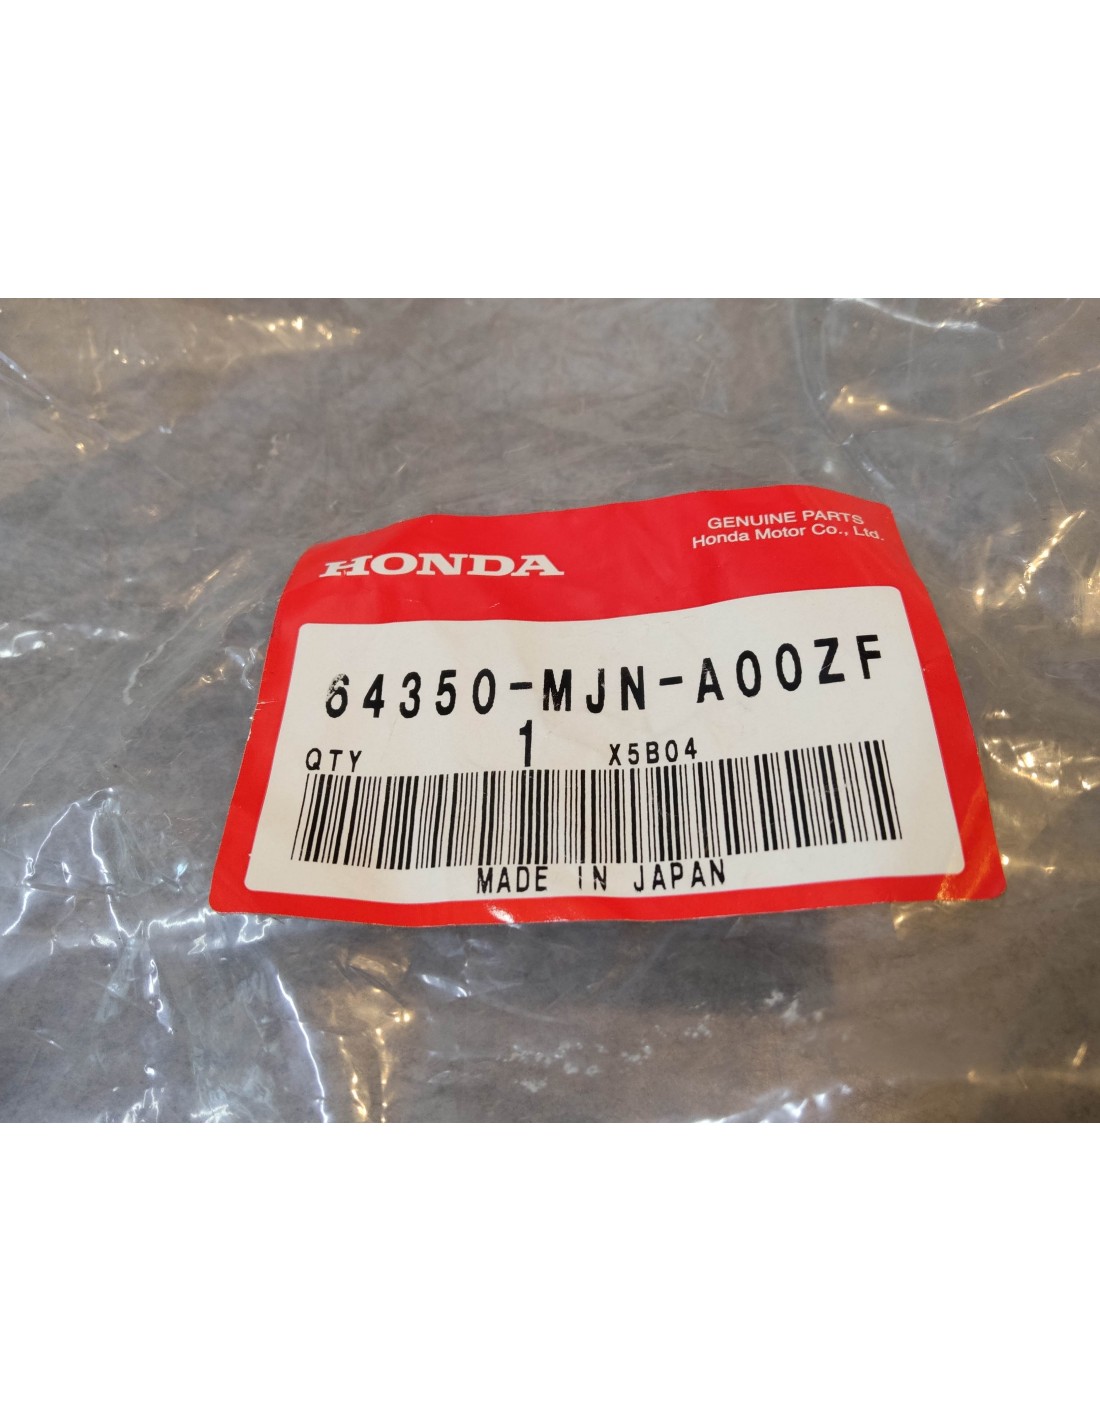 HONDA
GENUINE PARTS
Honda Motor Co., Ltd.
64350-MJN-A00ZF
QTY 1 X5B04
MADE IN JAPAN